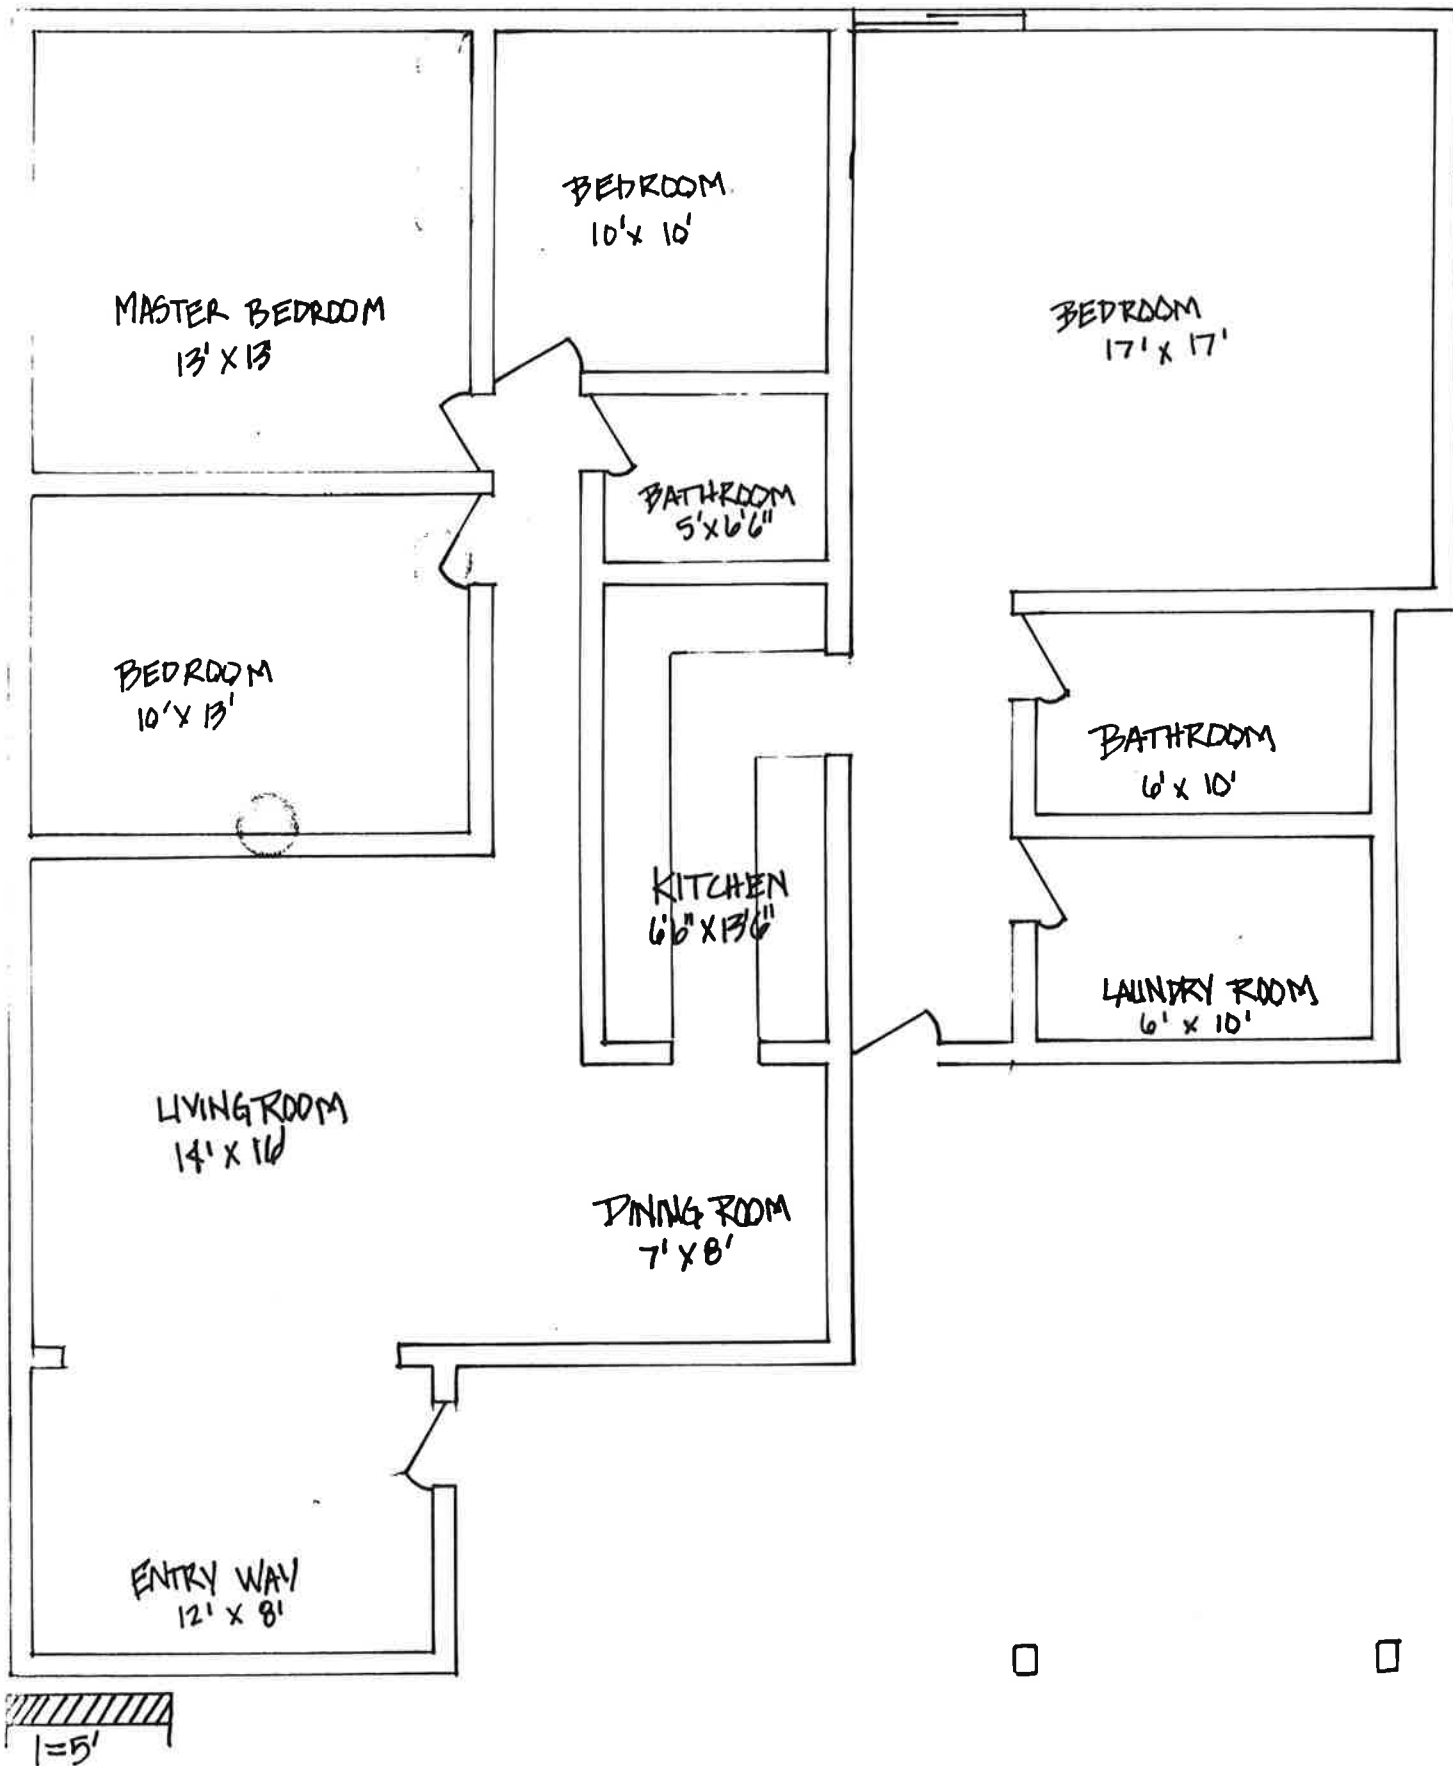 BEDROOM
10' X 10'
MASTER BEDROOM
13' X 13'
BEDROOM
17' X 17'
BATHROOM
5' X 6'6"
BEDROOM
10' X 13'
BATHROOM
6' X 10'
KITCHEN
6'6" X 13'6"
LAUNDRY ROOM
6' X 10'
LIVING ROOM
14' X 16'
DINING ROOM
7' X 8'
ENTRY WAY
12' X 8'
1=5'